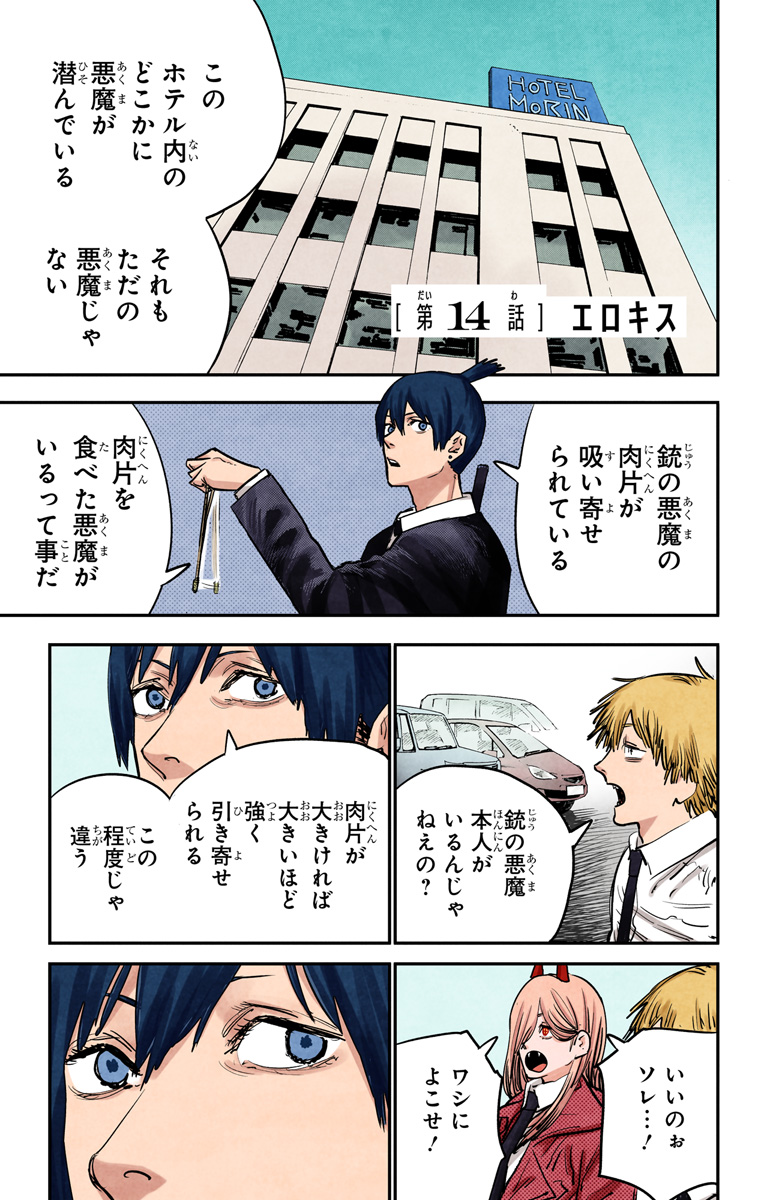 この
ホテル内の
どこかに
悪魔が
潜んでいる
それも
ただの
悪魔じゃ
ない
HOTEL
MORIN
[第14話] エロキス
銃の悪魔の
肉片が
吸い寄せ
られている
肉片を
食べた悪魔が
いるって事だ
銃の悪魔
本人が
いるんじゃ
ねえの?
肉片が
大きければ
大きいほど
強く
引き寄せ
られる
この
程度じゃ
違う
いいのぉ
ソレ…!
ワシに
よこせ!